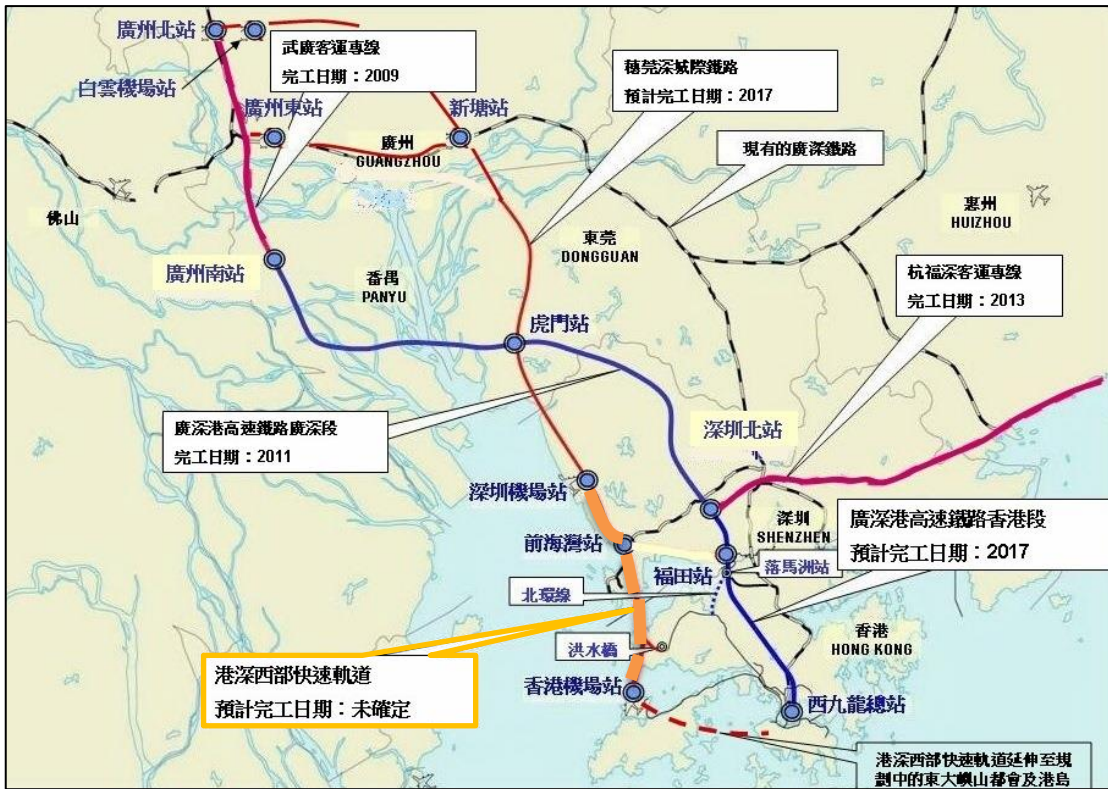 廣州北站
白雲機場站
武廣客運專線
完工日期：2009
穗莞深城際鐵路
預計完工日期：2017
廣州東站
新塘站
廣州
GUANGZHOU
現有的廣深鐵路
佛山
惠州
HUIZHOU
東莞
DONGGUAN
廣州南站
番禺
PANYU
杭福深客運專線
完工日期：2013
虎門站
廣深港高速鐵路廣深段
完工日期：2011
深圳北站
深圳機場站
深圳
SHENZHEN
廣深港高速鐵路香港段
預計完工日期：2017
前海灣站
福田站
落馬洲站
北環線
洪水橋
香港
HONG KONG
港深西部快速軌道
預計完工日期：未確定
香港機場站
西九龍總站
港深西部快速軌道延伸至規
劃中的東大嶼山都會及港島